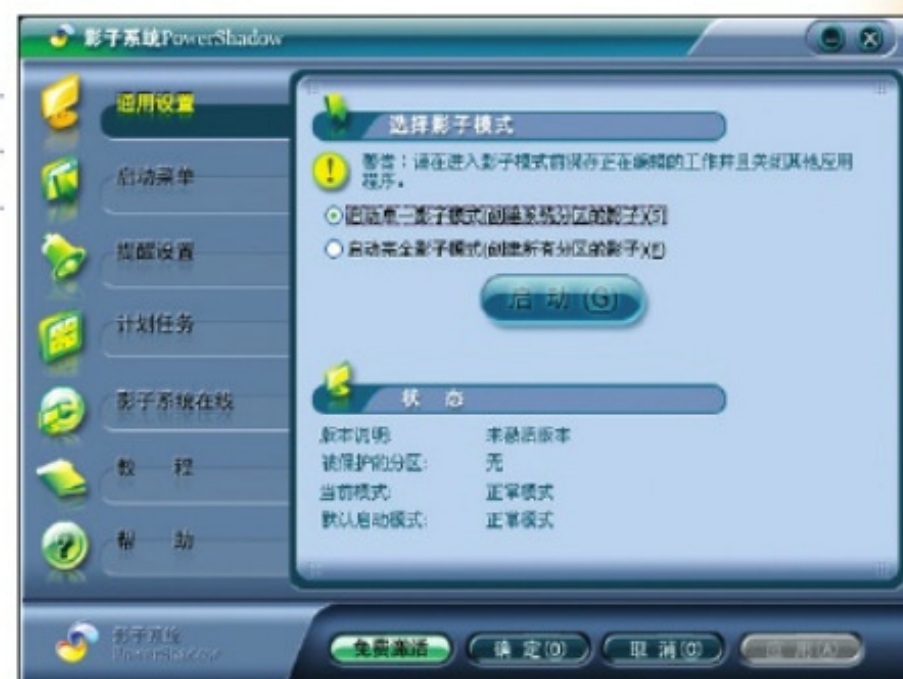 影子系统PowerShadow
通用设置
启动菜单
提醒设置
计划任务
影子系统在线
教 程
帮 助
选择影子模式
警告：请在进入影子模式前保存正在编辑的工作并且关闭其他应用
程序。
启动单一影子模式(创建系统分区的影子)(S)
启动完全影子模式(创建所有分区的影子)(F)
启 动 (G)
状 态
版本说明: 未激活版本
被保护的分区: 无
当前模式: 正常模式
默认启动模式: 正常模式
影子系统
PowerShadow
免费激活 确 定(O) 取 消(C) 应 用(A)